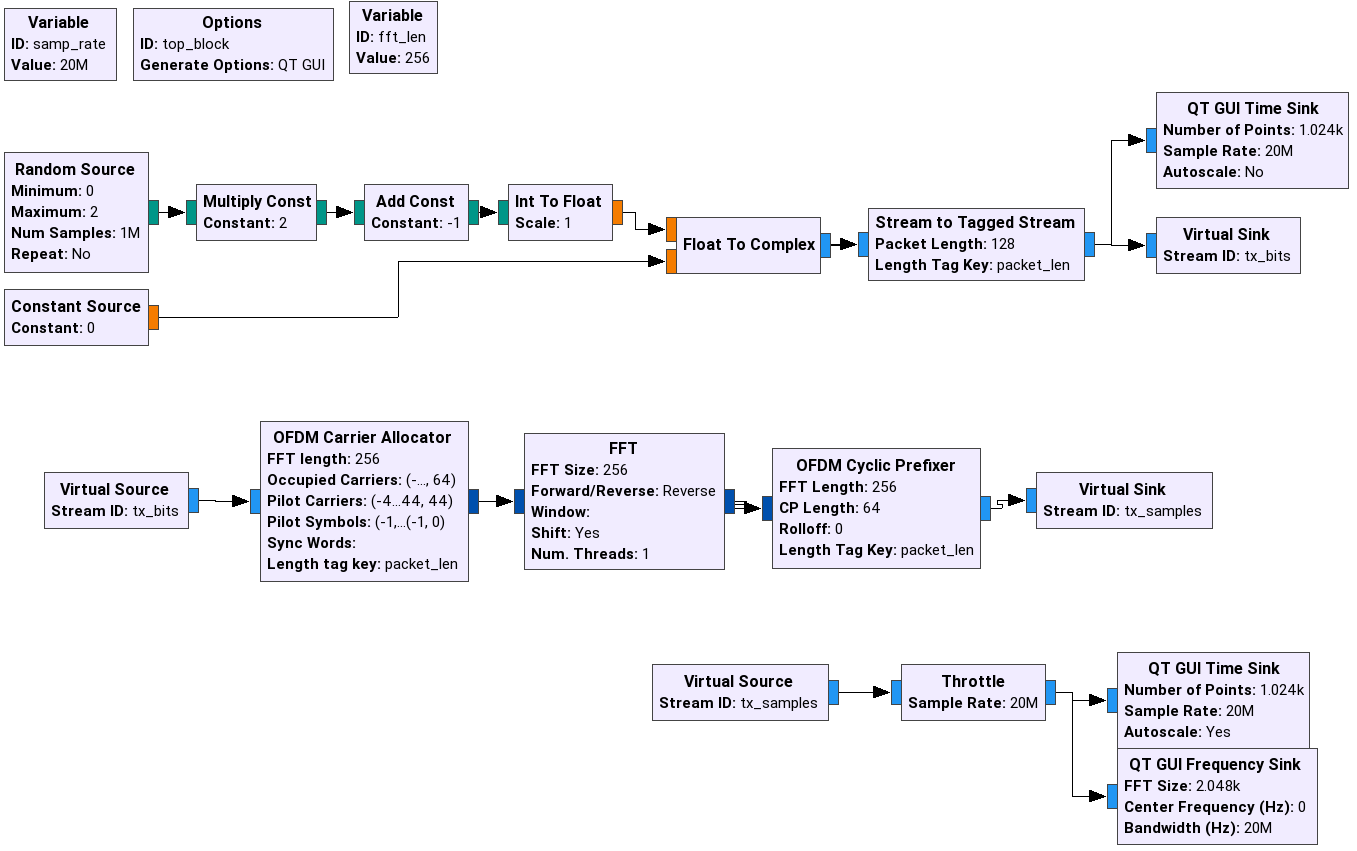 Variable
ID: samp_rate
Value: 20M
Options
ID: top_block
Generate Options: QT GUI
Variable
ID: fft_len
Value: 256
Random Source
Minimum: 0
Maximum: 2
Num Samples: 1M
Repeat: No
Multiply Const
Constant: 2
Add Const
Constant: -1
Int To Float
Scale: 1
Constant Source
Constant: 0
Float To Complex
Stream to Tagged Stream
Packet Length: 128
Length Tag Key: packet_len
QT GUI Time Sink
Number of Points: 1.024k
Sample Rate: 20M
Autoscale: No
Virtual Sink
Stream ID: tx_bits
Virtual Source
Stream ID: tx_bits
OFDM Carrier Allocator
FFT length: 256
Occupied Carriers: (-..., 64)
Pilot Carriers: (-4...44, 44)
Pilot Symbols: (-1,...(-1, 0)
Sync Words:
Length tag key: packet_len
FFT
FFT Size: 256
Forward/Reverse: Reverse
Window:
Shift: Yes
Num. Threads: 1
OFDM Cyclic Prefixer
FFT Length: 256
CP Length: 64
Rolloff: 0
Length Tag Key: packet_len
Virtual Sink
Stream ID: tx_samples
Virtual Source
Stream ID: tx_samples
Throttle
Sample Rate: 20M
QT GUI Time Sink
Number of Points: 1.024k
Sample Rate: 20M
Autoscale: Yes
QT GUI Frequency Sink
FFT Size: 2.048k
Center Frequency (Hz): 0
Bandwidth (Hz): 20M